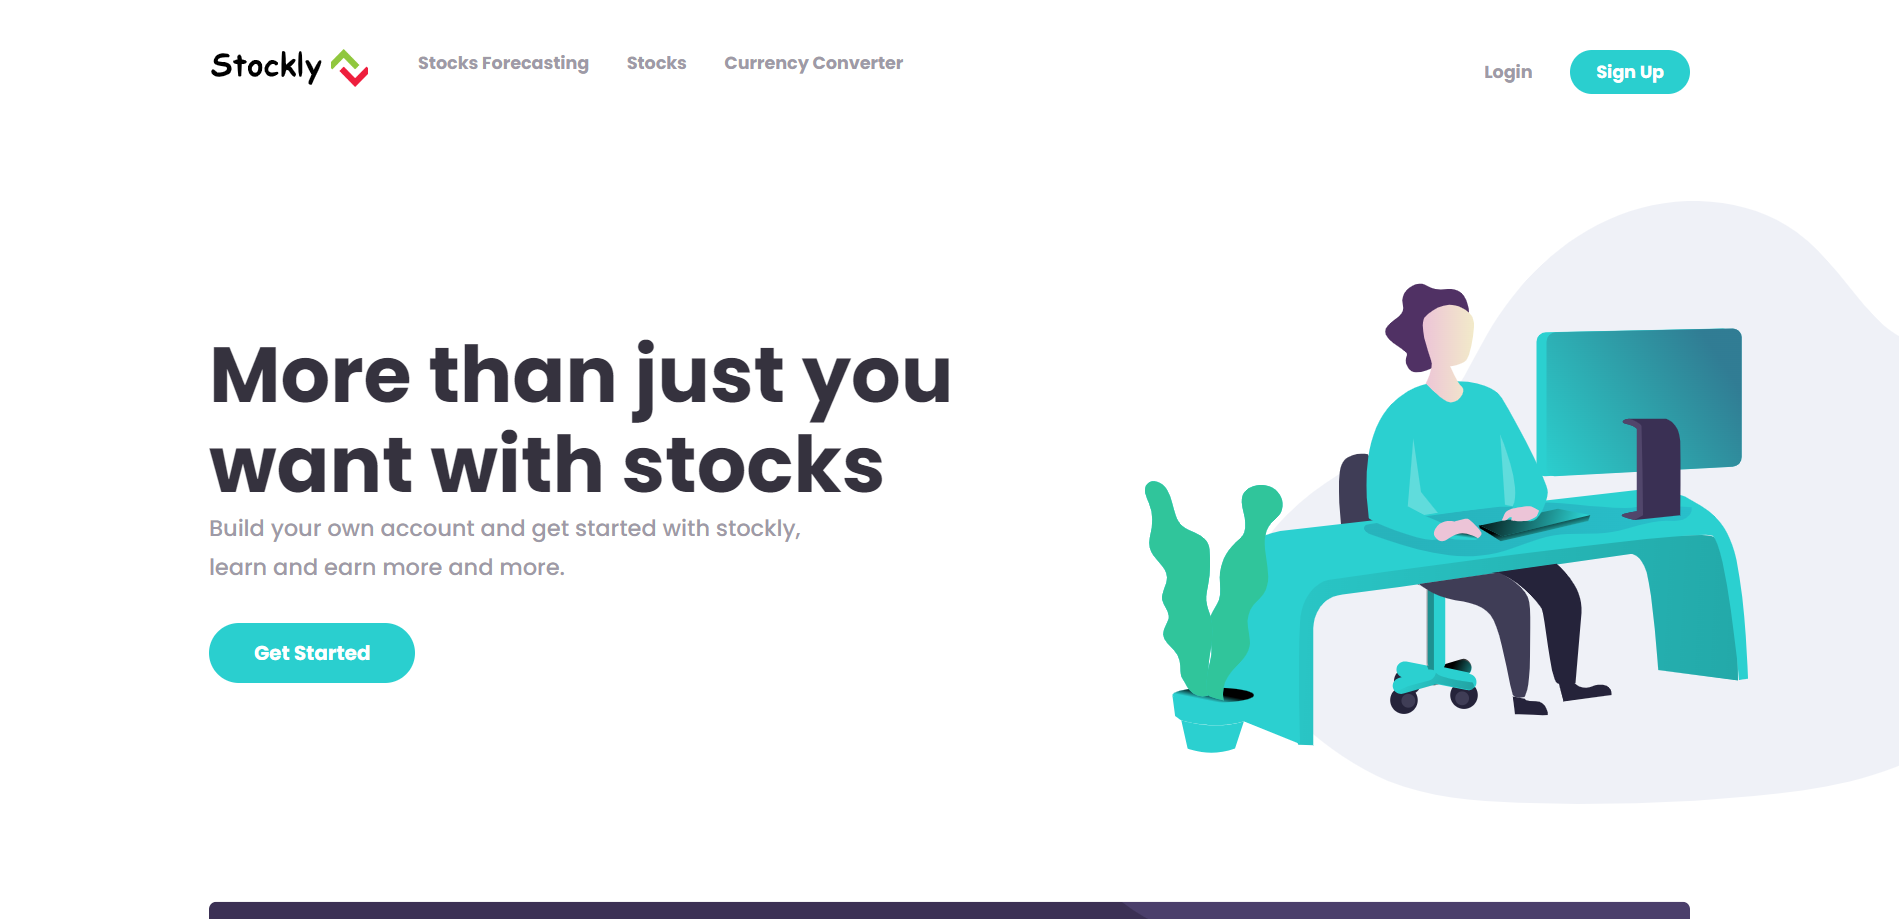 Stockly
Stocks Forecasting
Stocks
Currency Converter
Login
Sign Up
More than just you
want with stocks
Build your own account and get started with stockly,
learn and earn more and more.
Get Started